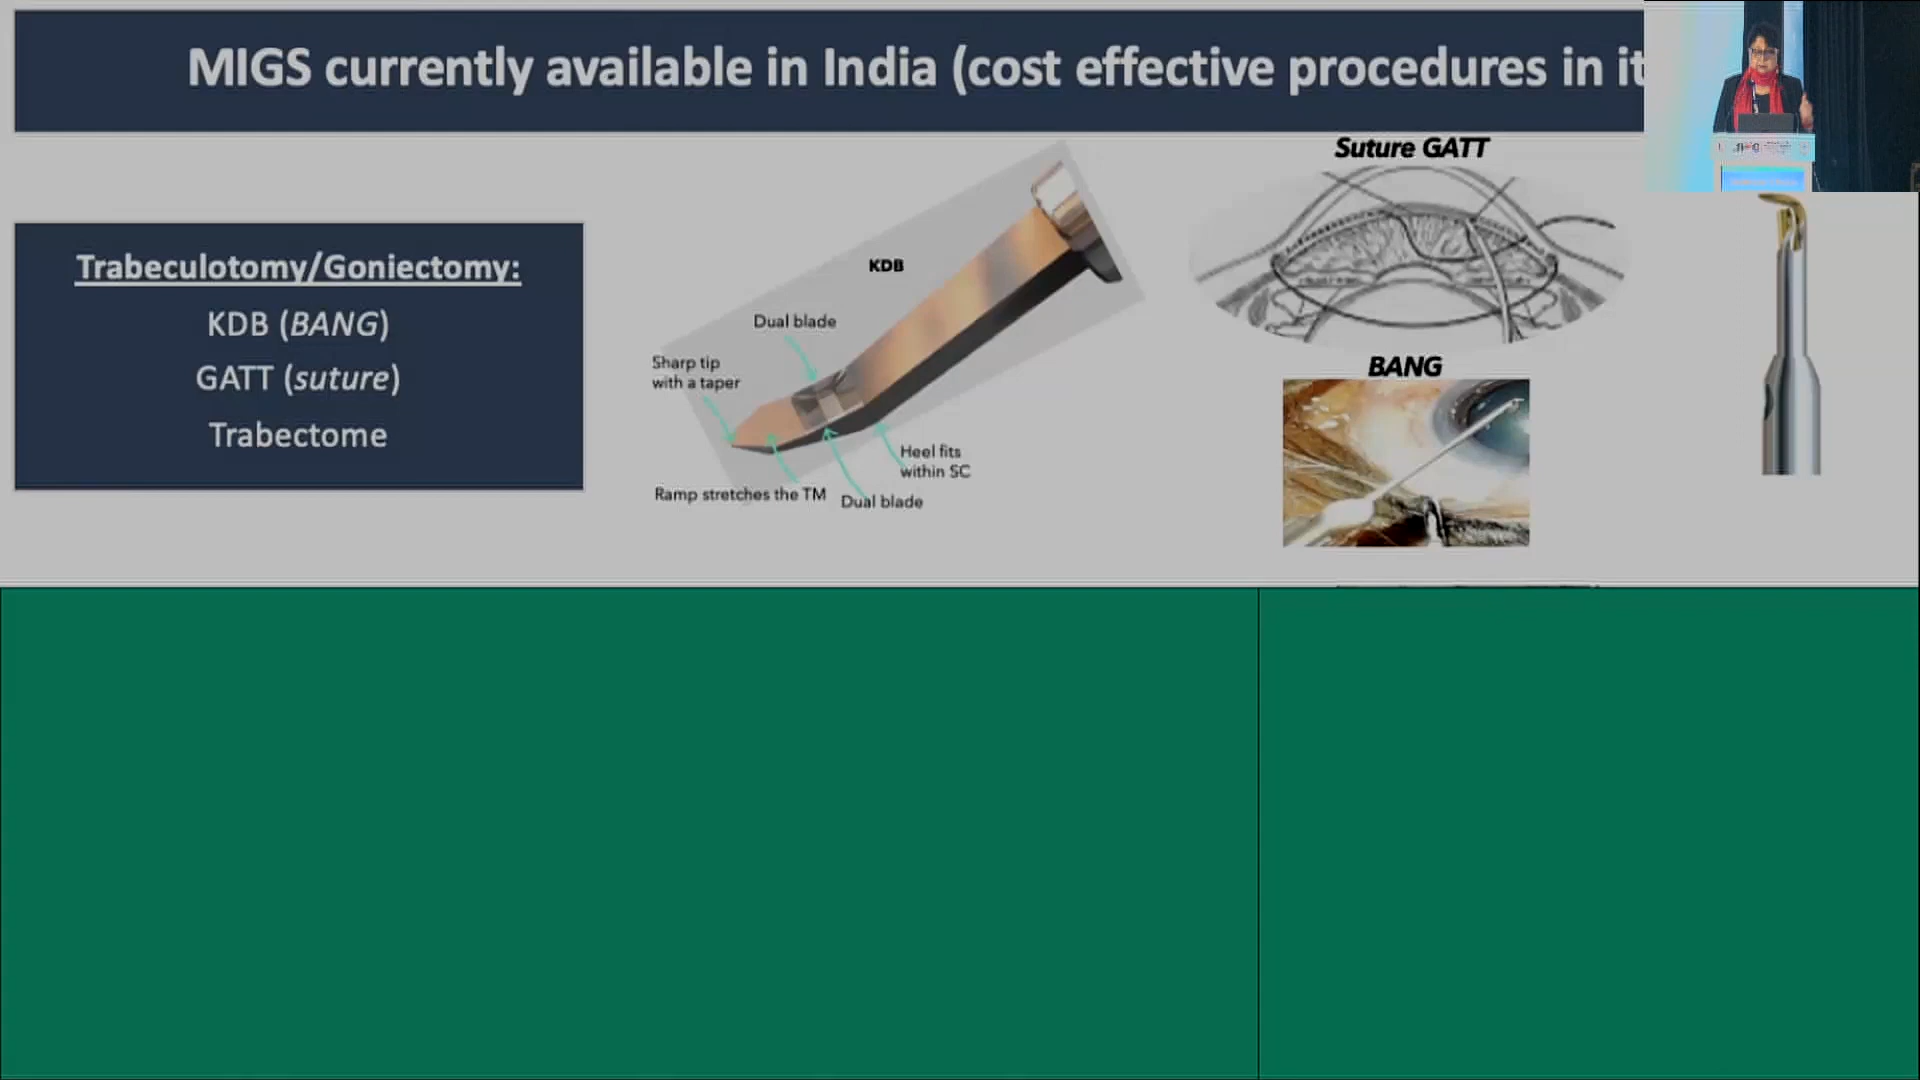 MIGS currently available in India (cost effective procedures in it
Trabeculotomy/Goniectomy:
KDB (BANG)
GATT (suture)
Trabectome
KDB
Dual blade
Sharp tip
with a taper
Heel fits
within SC
Ramp stretches the TM
Dual blade
Suture GATT
BANG